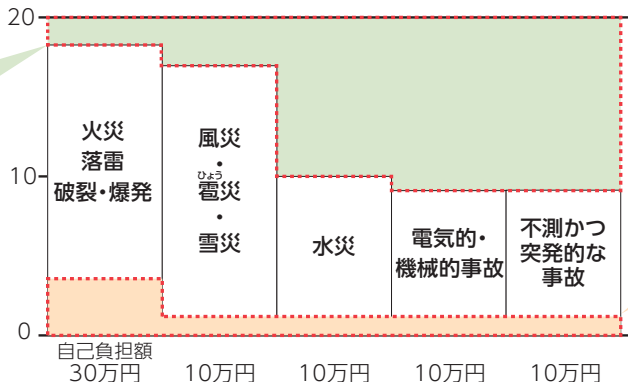 20
10
0
火災
落雷
破裂・爆発
風災
・
雹災
ひょう
・
雪災
水災
電気的・
機械的事故
不測かつ
突発的な
事故
自己負担額
30万円
10万円
10万円
10万円
10万円